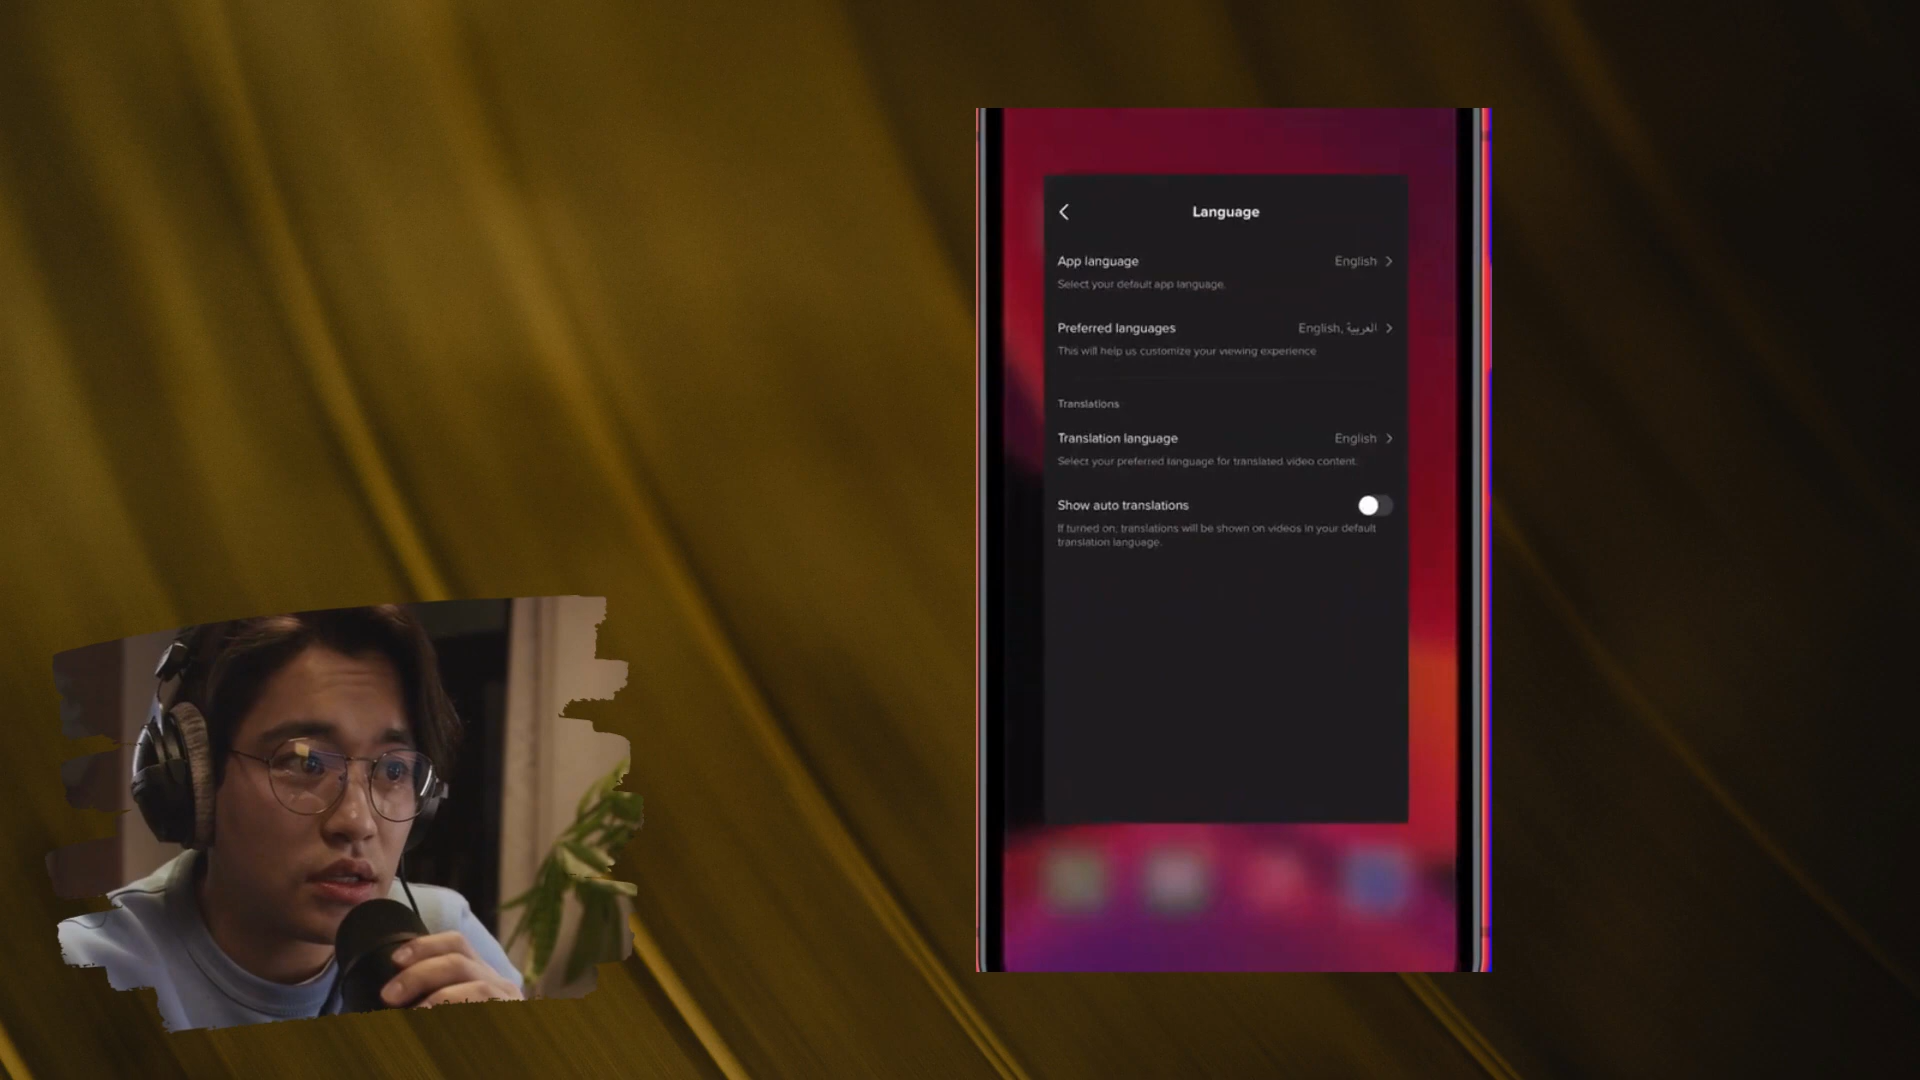 Language
App language English
Select your default app language.
Preferred languages English, العربية
This will help us customize your viewing experience
Translations
Translation language English
Select your preferred language for translated video content.
Show auto translations
If turned on, translations will be shown on videos in your default
translation language.